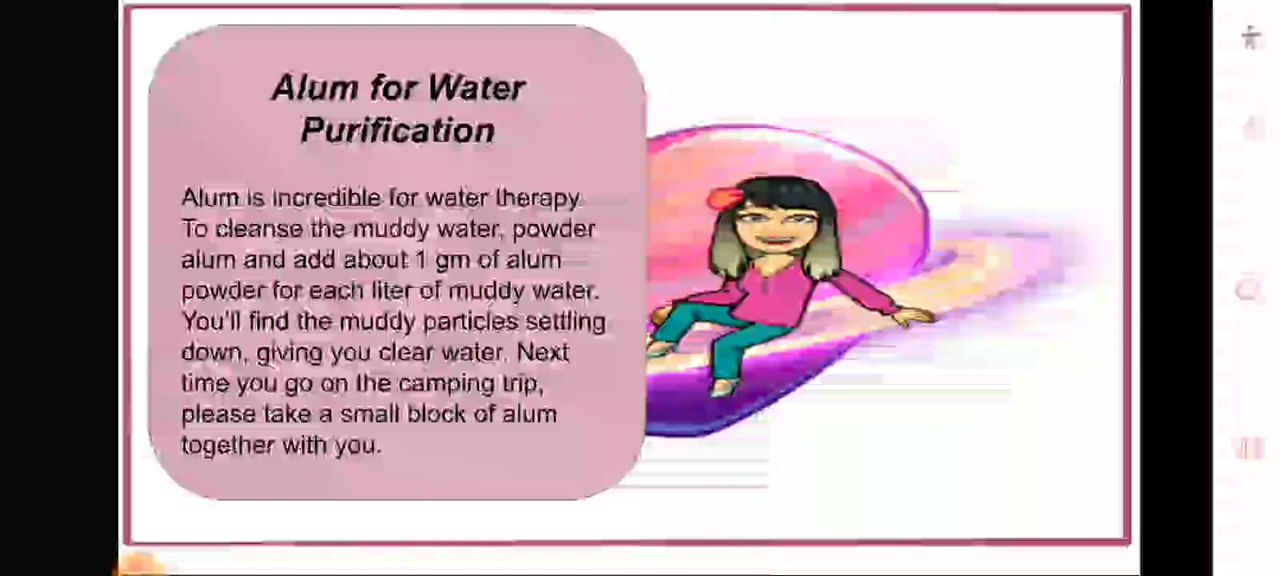 Alum for Water
Purification
Alum is incredible for water therapy.
To cleanse the muddy water, powder
alum and add about 1 gm of alum
powder for each liter of muddy water.
You'll find the muddy particles settling
down, giving you clear water. Next
time you go on the camping trip,
please take a small block of alum
together with you.